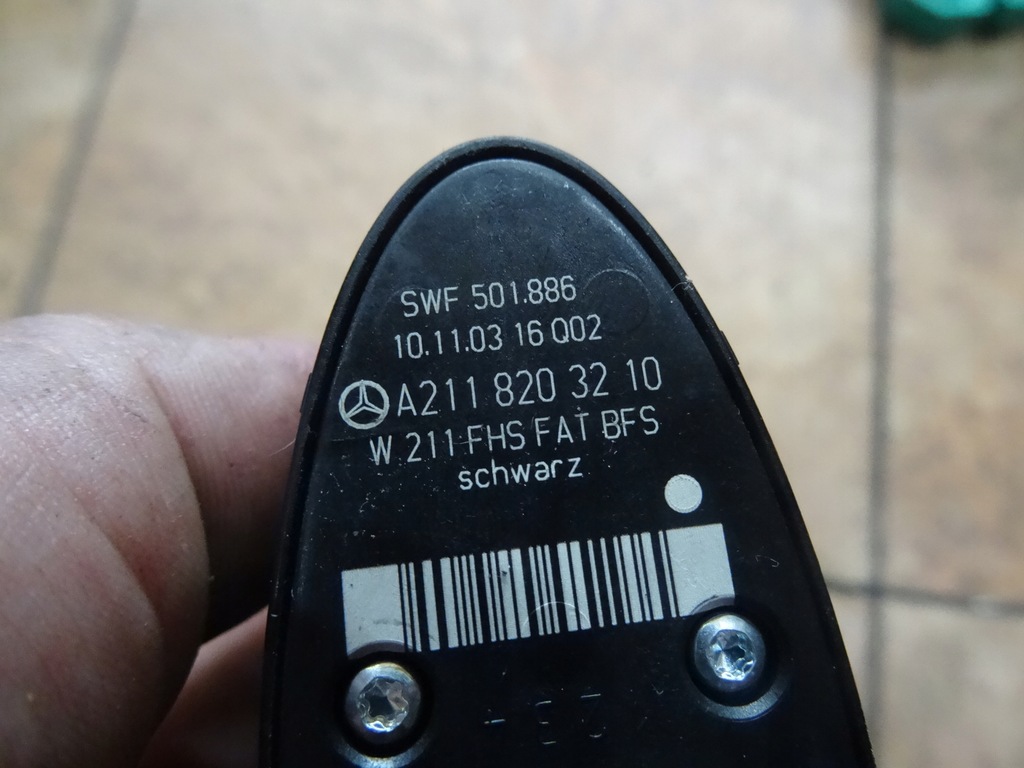 SWF 501.886
10.11.03 16 Q02
A211 820 32 10
W 211 FHS FAT BFS
schwarz